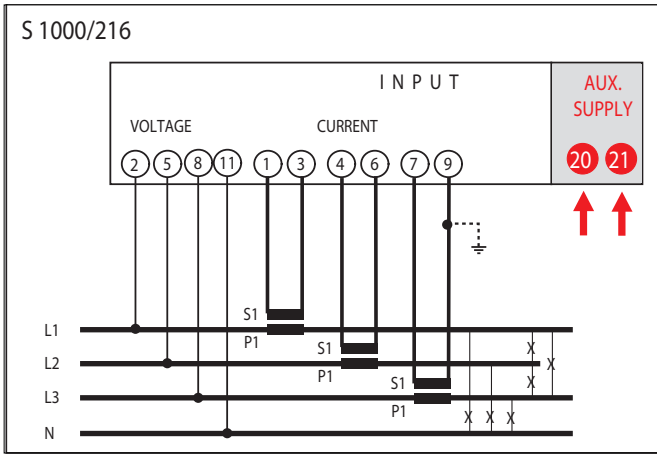 S 1000/216
INPUT
AUX.
SUPPLY
VOLTAGE
CURRENT
2 5 8 11 1 3 4 6 7 9 20 21
S1
L1
P1
S1
X
L2
X
P1
S1
X
L3
P1
X X X
N